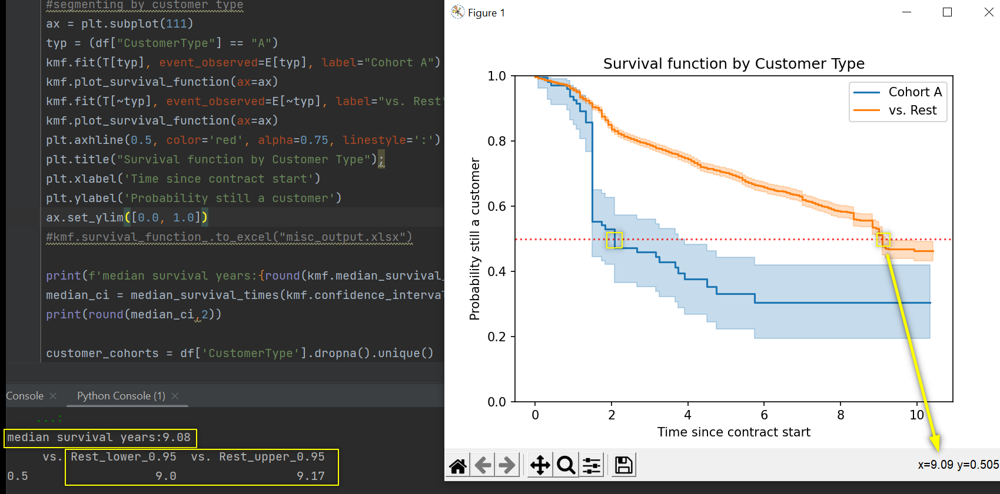 #segmenting by customer type
ax = plt.subplot(111)
typ = (df["CustomerType"] == "A")
kmf.fit(T[typ], event_observed=E[typ], label="Cohort A")
kmf.plot_survival_function(ax=ax)
kmf.fit(T[~typ], event_observed=E[~typ], label="vs. Rest"
kmf.plot_survival_function(ax=ax)
plt.axhline(0.5, color='red', alpha=0.75, linestyle=':')
plt.title("Survival function by Customer Type");
plt.xlabel('Time since contract start')
plt.ylabel('Probability still a customer')
ax.set_ylim([0.0, 1.0])
#kmf.survival_function_.to_excel("misc_output.xlsx")
print(f'median survival years:{round(kmf.median_survival_
median_ci = median_survival_times(kmf.confidence_interval
print(round(median_ci,2))
customer_cohorts = df['CustomerType'].dropna().unique()
Console
Python Console (1)
...:
median survival years:9.08
vs. Rest_lower_0.95 vs. Rest_upper_0.95
0.5 9.0 9.17
Figure 1
Survival function by Customer Type
Cohort A
vs. Rest
Probability still a customer
1.0
0.8
0.6
0.4
0.2
0.0
0 2 4 6 8 10
Time since contract start
x=9.09 y=0.505